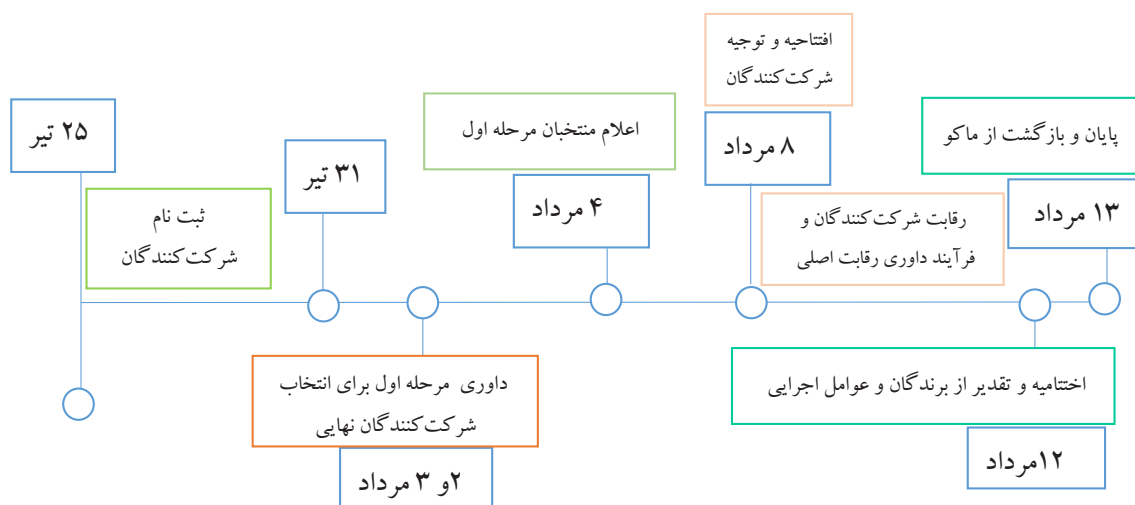 ۲۵ تیر
ثبت نام
شرکت‌کنندگان
۳۱ تیر
داوری مرحله اول برای انتخاب
شرکت‌کنندگان نهایی
۲و ۳ مرداد
اعلام منتخبان مرحله اول
۴ مرداد
افتتاحیه و توجیه
شرکت‌کنندگان
۸ مرداد
رقابت شرکت‌کنندگان و
فرآیند داوری رقابت اصلی
اختتامیه و تقدیر از برندگان و عوامل اجرایی
۱۲مرداد
پایان و بازگشت از ماکو
۱۳ مرداد